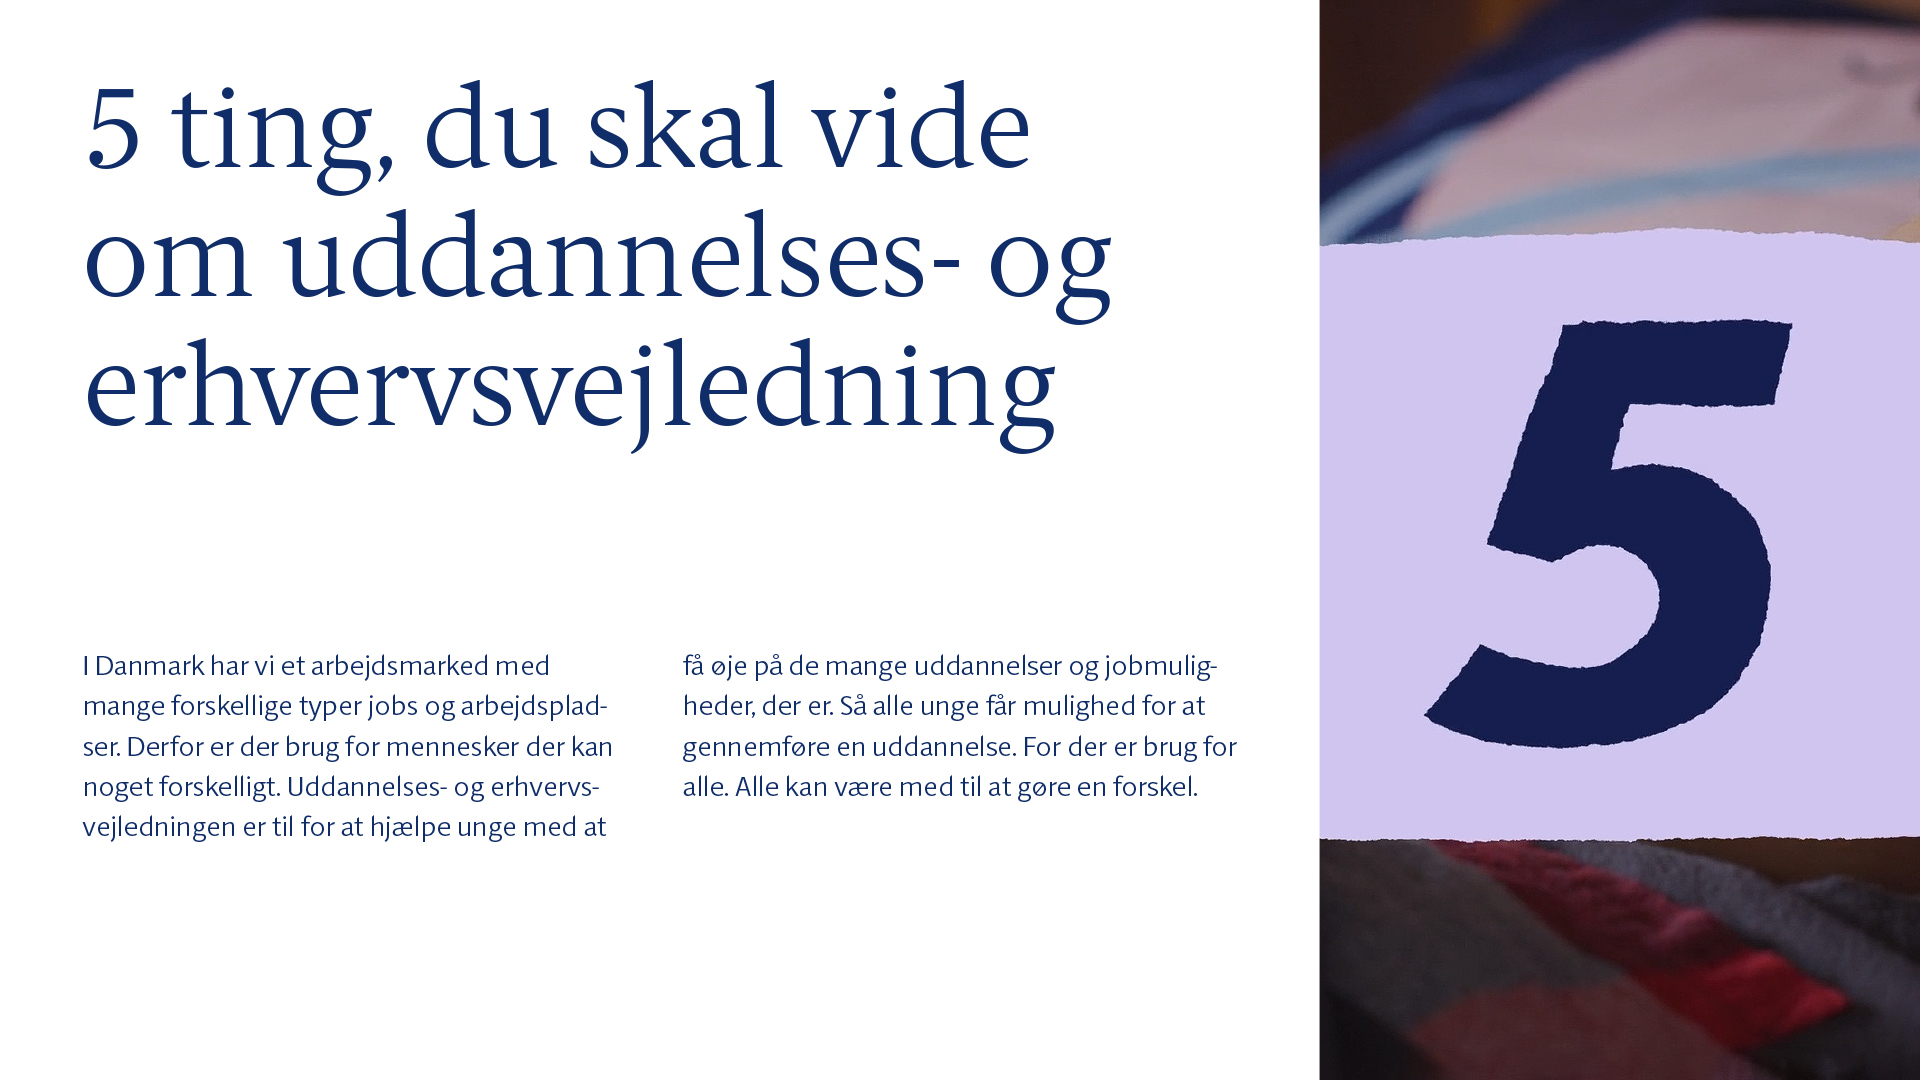 5 ting, du skal vide
om uddannelses- og
erhvervsvejledning
I Danmark har vi et arbejdsmarked med
mange forskellige typer jobs og arbejdsplad-
ser. Derfor er der brug for mennesker der kan
noget forskelligt. Uddannelses- og erhvervs-
vejledningen er til for at hjælpe unge med at
få øje på de mange uddannelser og jobmulig-
heder, der er. Så alle unge får mulighed for at
gennemføre en uddannelse. For der er brug for
alle. Alle kan være med til at gøre en forskel.
5